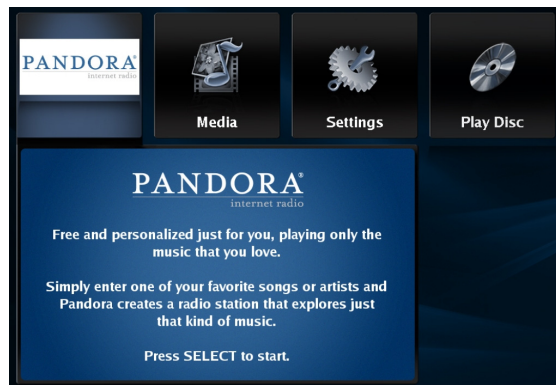 PANDORA®
internet radio
Media
Settings
Play Disc
PANDORA®
internet radio
Free and personalized just for you, playing only the
music that you love.
Simply enter one of your favorite songs or artists and
Pandora creates a radio station that explores just
that kind of music.
Press SELECT to start.